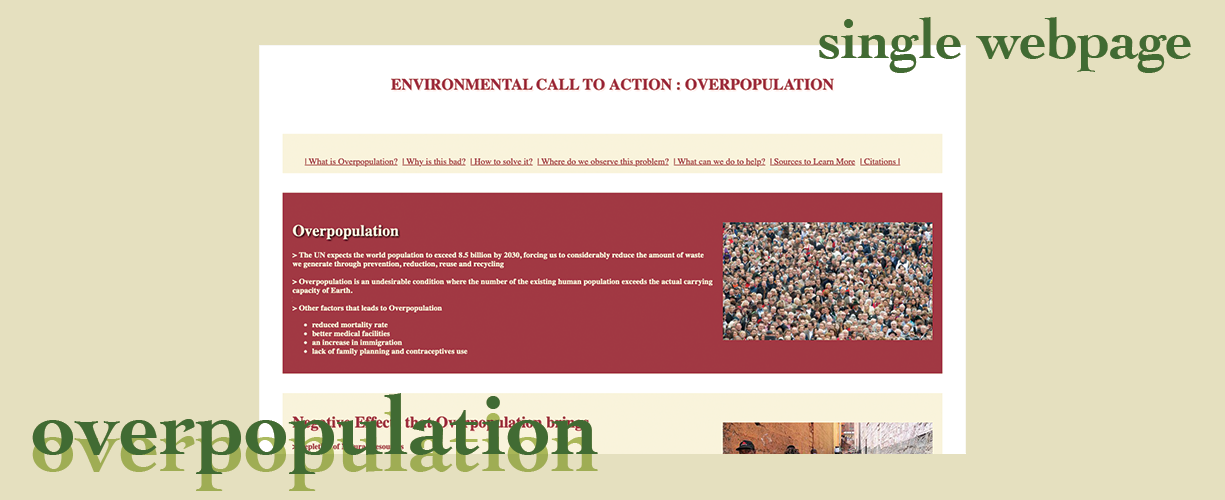 single webpage
ENVIRONMENTAL CALL TO ACTION : OVERPOPULATION
| What is Overpopulation? | Why is this bad? | How to solve it? | Where do we observe this problem? | What can we do to help? | Sources to Learn More | Citations |
Overpopulation
> The UN expects the world population to exceed 8.5 billion by 2030, forcing us to considerably reduce the amount of waste
we generate through prevention, reduction, reuse and recycling
> Overpopulation is an undesirable condition where the number of the existing human population exceeds the actual carrying
capacity of Earth.
> Other factors that leads to Overpopulation
• reduced mortality rate
• better medical facilities
• an increase in immigration
• lack of family planning and contraceptives use
Negative Effects that Overpopulation brings
overpopulation
overpopulation